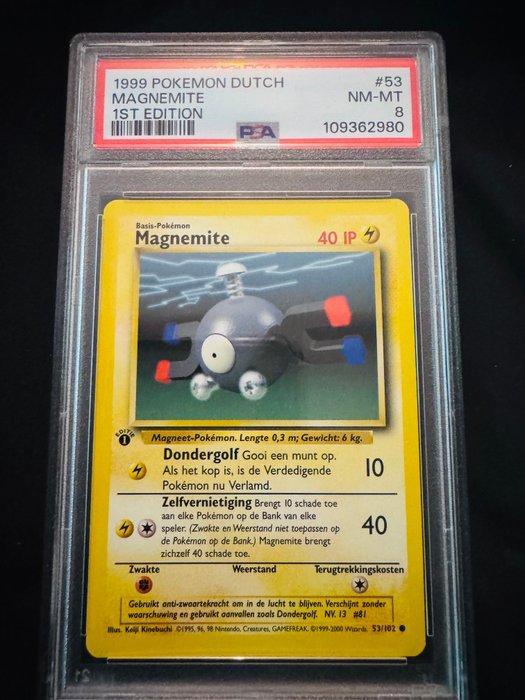 1999 POKEMON DUTCH #53
MAGNEMITE NM-MT
1ST EDITION 8
PSA 109362980
Basis-Pokémon
Magnemite 40 IP
EDITIE
1
Magneet-Pokémon. Lengte 0,3 m; Gewicht: 6 kg.
Dondergolf Gooi een munt op.
Als het kop is, is de Verdedigende 10
Pokémon nu Verlamd.
Zelfvernietiging Brengt 10 schade toe
aan elke Pokémon op de Bank van elke
speler. (Zwakte en Weerstand niet toepassen op 40
de Pokémon op de Bank.) Magnemite brengt
zichzelf 40 schade toe.
Zwakte Weerstand Terugtrekkingskosten
Gebruikt anti-zwaartekracht om in de lucht te blijven. Verschijnt zonder
waarschuwing en gebruikt aanvallen zoals Dondergolf. NV. 13 #81
Illus. Keiji Kinebuchi ©1995, 96, 98 Nintendo, Creatures, GAMEFREAK. ©1999-2000 Wizards. 53/102